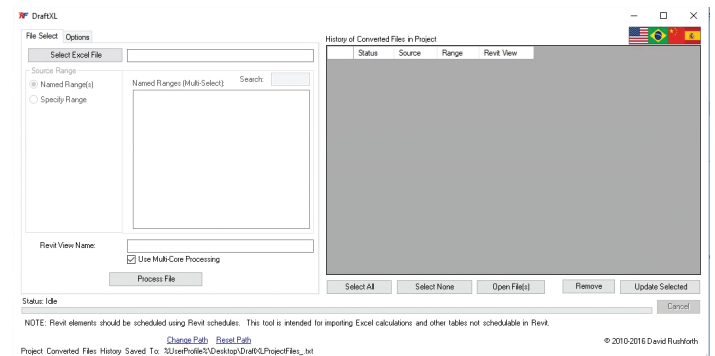 DraftXL
File Select Options
Select Excel File
Source Range
Named Range(s)
Specify Range
Named Ranges (Multi-Select):
Search:
Revit View Name:
Use Multi-Core Processing
Process File
History of Converted Files in Project
Status Source Range Revit View
Select All Select None Open File(s) Remove Update Selected
Status: Idle
Cancel
NOTE: Revit elements should be scheduled using Revit schedules. This tool is intended for importing Excel calculations and other tables not schedulable in Revit.
Change Path Reset Path
© 2010-2016 David Rushforth
Project Converted Files History Saved To: %UserProfile%\Desktop\DraftXLProjectFiles_.txt